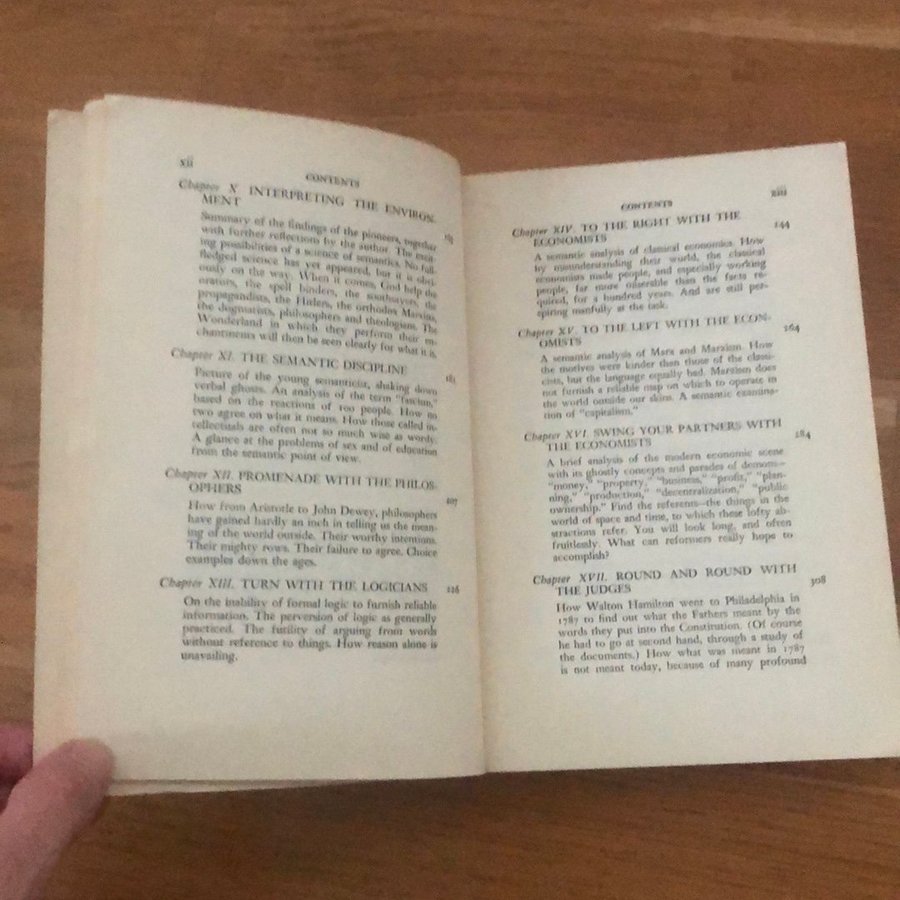 xii
CONTENTS
Chapter X. INTERPRETING THE ENVIRON-
MENT
Summary of the findings of the pioneers, together
with further reflections by the author. The excit-
ing possibilities of a science of semantics. No full-
fledged science has yet appeared, but it is obvi-
ously on the way. When it comes, God help the
orators, the spell binders, the soothsayers, the
propagandists, the Hitlers, the orthodox Marxists,
the dogmatists, philosophers and theologians. The
Wonderland in which they perform their en-
chantments will then be seen clearly for what it is.
Chapter XI. THE SEMANTIC DISCIPLINE
Picture of the young semanticist, shaking down
verbal ghosts. An analysis of the term "fascism,"
based on the reactions of 100 people. How no
two agree on what it means. How those called in-
tellectuals are often not so much wise as wordy.
A glance at the problems of sex and of education
from the semantic point of view.
Chapter XII. PROMENADE WITH THE PHILOS-
OPHERS 207
How from Aristotle to John Dewey, philosophers
have gained hardly an inch in telling us the mean-
ing of the world outside. Their worthy intentions.
Their mighty rows. Their failure to agree. Choice
examples down the ages.
Chapter XIII. TURN WITH THE LOGICIANS 226
On the inability of formal logic to furnish reliable
information. The perversion of logic as generally
practiced. The futility of arguing from words
without reference to things. How reason alone is
unavailing.
CONTENTS
xiii
Chapter XIV. TO THE RIGHT WITH THE
ECONOMISTS 244
A semantic analysis of classical economics. How
by misunderstanding their world, the classical
economists made people, and especially working
people, far more miserable than the facts re-
quired, for a hundred years. And are still per-
spiring manfully at the task.
Chapter XV. TO THE LEFT WITH THE ECON-
OMISTS 264
A semantic analysis of Marx and Marxism. How
the motives were kinder than those of the classi-
cists, but the language equally bad. Marxism does
not furnish a reliable map on which to operate in
the world outside our skins. A semantic examina-
tion of "capitalism."
Chapter XVI. SWING YOUR PARTNERS WITH
THE ECONOMISTS 284
A brief analysis of the modern economic scene
with its ghostly concepts and parades of demons—
"money," "property," "business," "profit," "plan-
ning," "production," "decentralization," "public
ownership." Find the referents—the things in the
world of space and time, to which these lofty ab-
stractions refer. You will look long, and often
fruitlessly. What can reformers really hope to
accomplish?
Chapter XVII. ROUND AND ROUND WITH
THE JUDGES 308
How Walton Hamilton went to Philadelphia in
1787 to find out what the Fathers meant by the
words they put into the Constitution. (Of course
he had to go at second hand, through a study of
the documents.) How what was meant in 1787
is not meant today, because of many profound